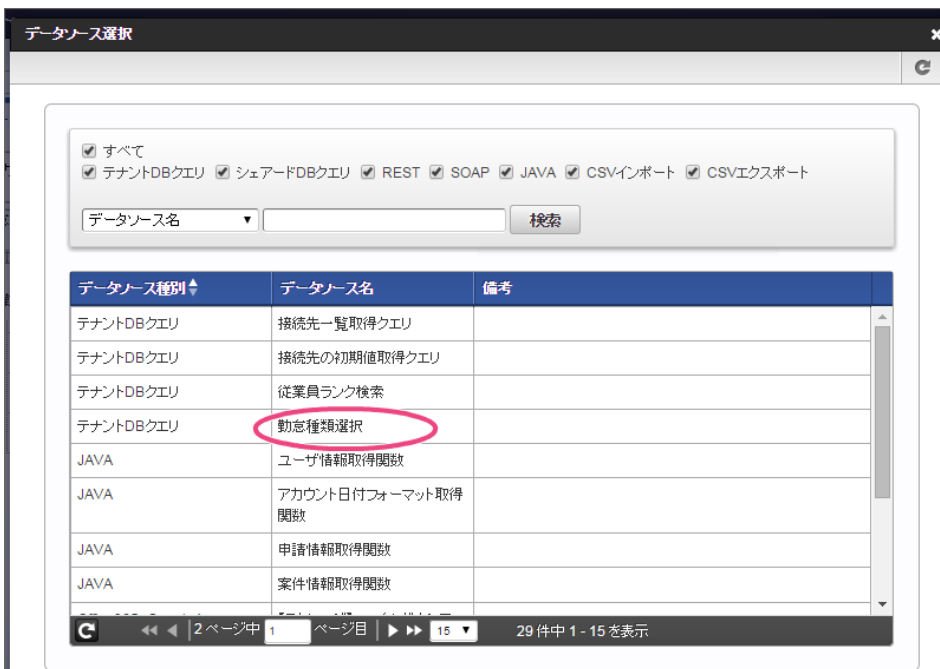 データソース選択
すべて
テナントDBクエリ シェアードDBクエリ REST SOAP JAVA CSVインポート CSVエクスポート
データソース名 検索
データソース種別 データソース名 備考
テナントDBクエリ 接続先一覧取得クエリ
テナントDBクエリ 接続先の初期値取得クエリ
テナントDBクエリ 従業員ランク検索
テナントDBクエリ 勤怠種類選択
JAVA ユーザ情報取得関数
JAVA アカウント日付フォーマット取得
関数
JAVA 申請情報取得関数
JAVA 案件情報取得関数
2ページ中 1 ページ目 15 29件中 1 - 15 を表示